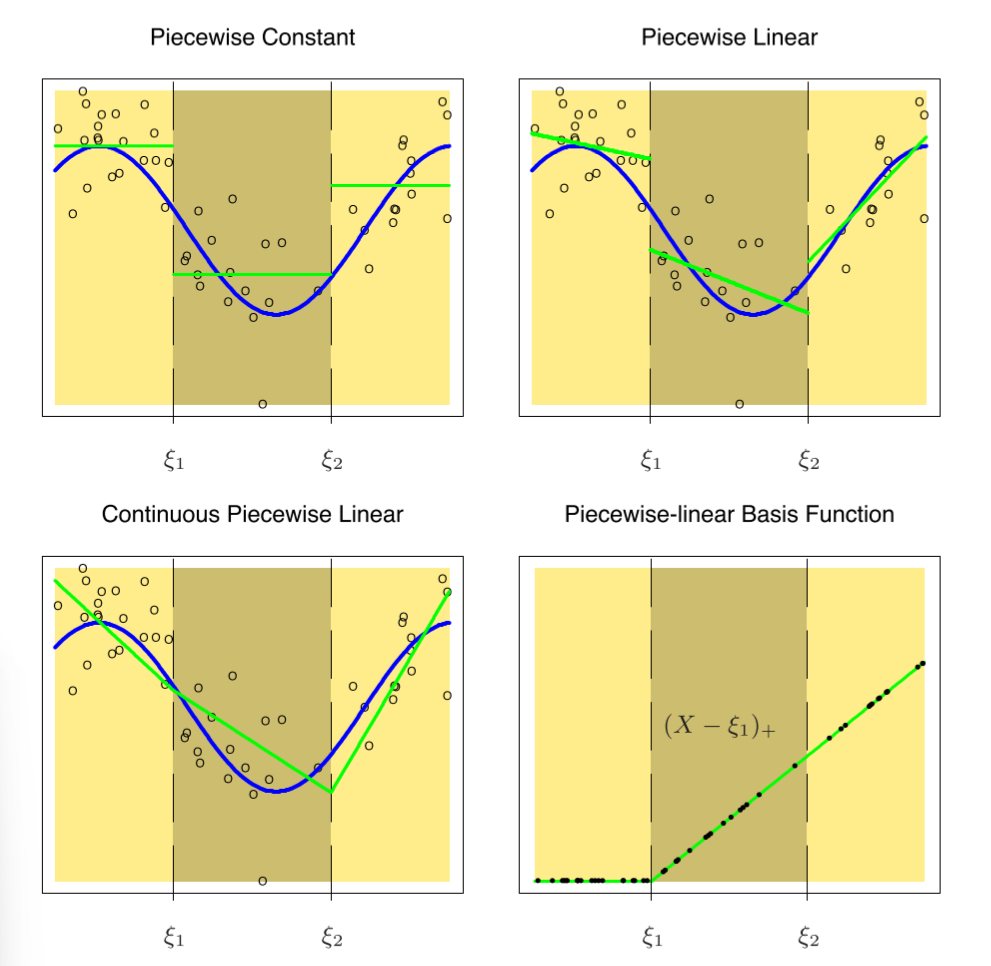 Piecewise Constant
Piecewise Linear
ξ₁ ξ₂
ξ₁ ξ₂
Continuous Piecewise Linear
Piecewise-linear Basis Function
(X − ξ₁)₊
ξ₁ ξ₂
ξ₁ ξ₂